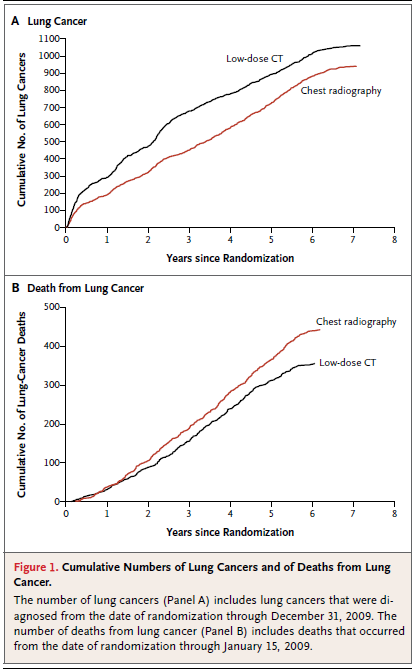 A Lung Cancer
Cumulative No. of Lung Cancers
1100
1000
900
800
700
600
500
400
300
200
100
0
Low-dose CT
Chest radiography
0 1 2 3 4 5 6 7 8
Years since Randomization
B Death from Lung Cancer
Cumulative No. of Lung-Cancer Deaths
500
400
300
200
100
0
Chest radiography
Low-dose CT
0 1 2 3 4 5 6 7 8
Years since Randomization
Figure 1. Cumulative Numbers of Lung Cancers and of Deaths from Lung
Cancer.
The number of lung cancers (Panel A) includes lung cancers that were di-
agnosed from the date of randomization through December 31, 2009. The
number of deaths from lung cancer (Panel B) includes deaths that occurred
from the date of randomization through January 15, 2009.